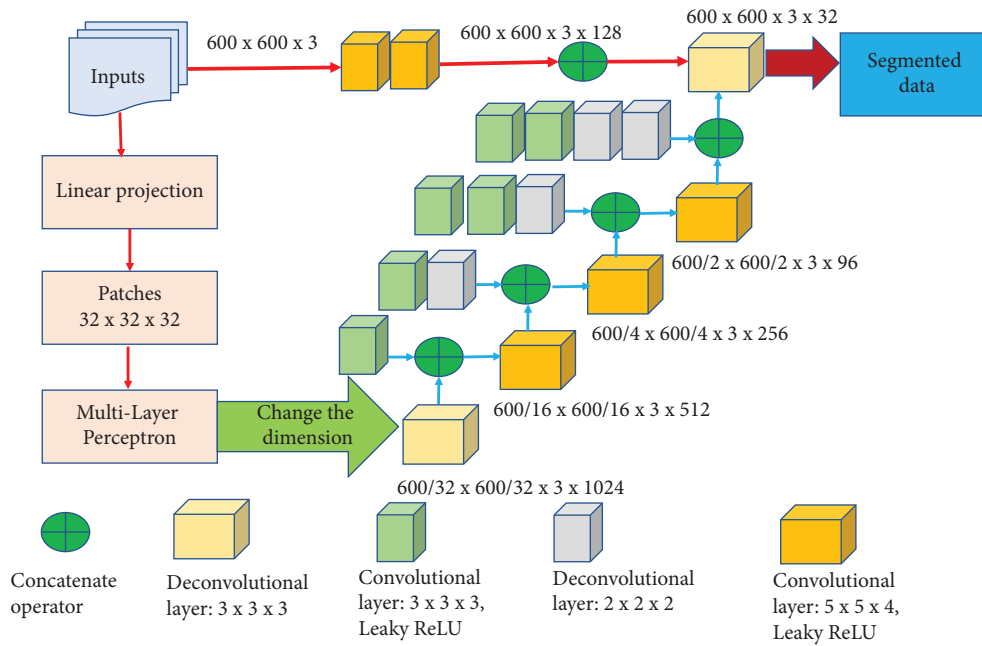 Inputs
600 x 600 x 3
600 x 600 x 3 x 128
600 x 600 x 3 x 32
Segmented
data
Linear projection
Patches
32 x 32 x 32
Multi-Layer
Perceptron
Change the
dimension
600/2 x 600/2 x 3 x 96
600/4 x 600/4 x 3 x 256
600/16 x 600/16 x 3 x 512
600/32 x 600/32 x 3 x 1024
Concatenate
operator
Deconvolutional
layer: 3 x 3 x 3
Convolutional
layer: 3 x 3 x 3,
Leaky ReLU
Deconvolutional
layer: 2 x 2 x 2
Convolutional
layer: 5 x 5 x 4,
Leaky ReLU